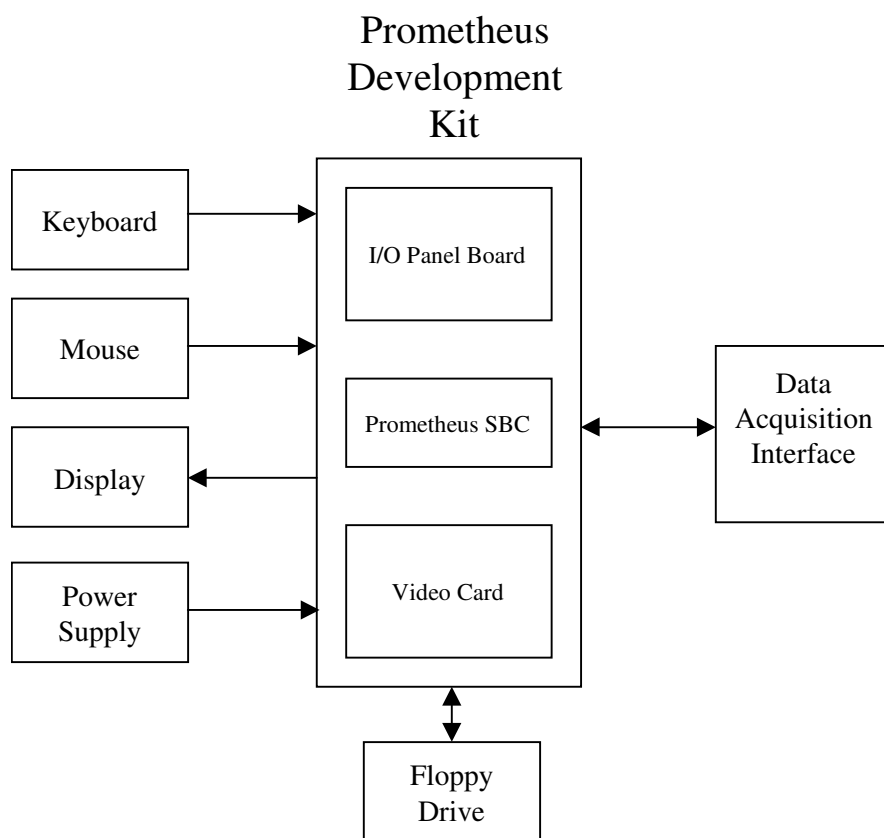 Prometheus
Development
Kit
Keyboard
I/O Panel Board
Mouse
Data
Acquisition
Interface
Prometheus SBC
Display
Power
Supply
Video Card
Floppy
Drive